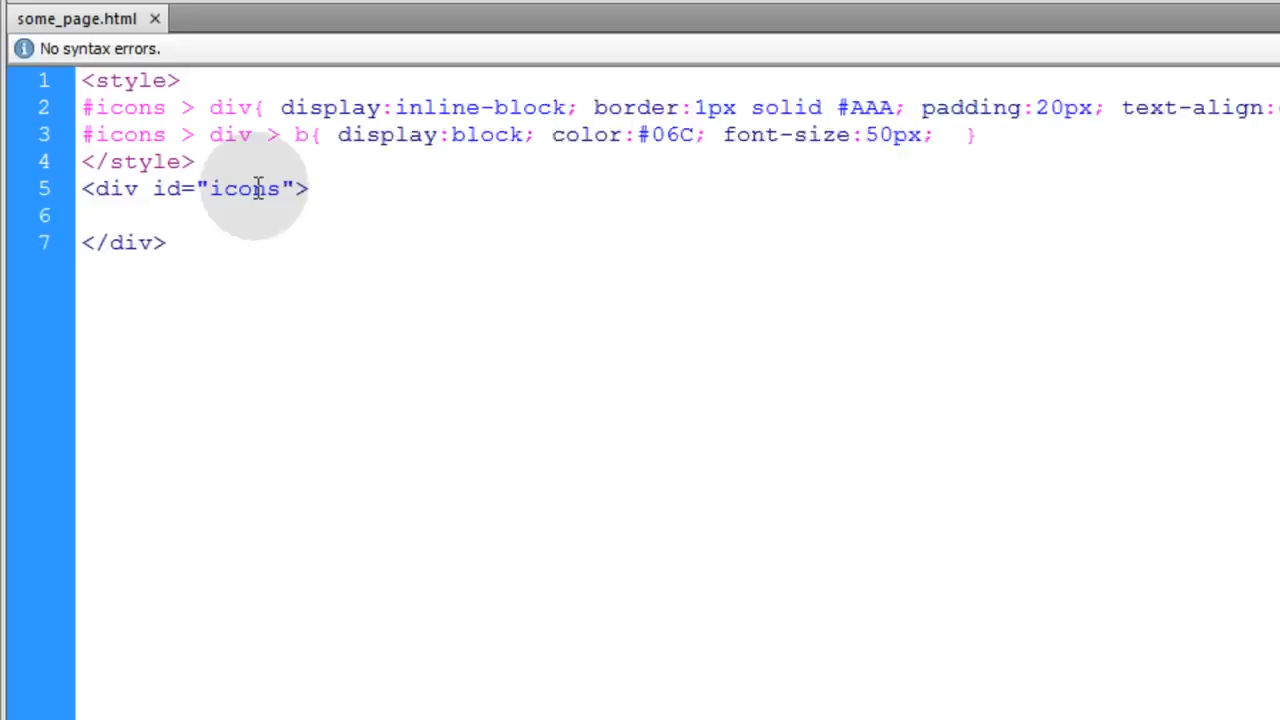 some_page.html ×
No syntax errors.
1 <style>
2 #icons > div{ display:inline-block; border:1px solid #AAA; padding:20px; text-align:
3 #icons > div > b{ display:block; color:#06C; font-size:50px; }
4 </style>
5 <div id="icons">
6
7 </div>